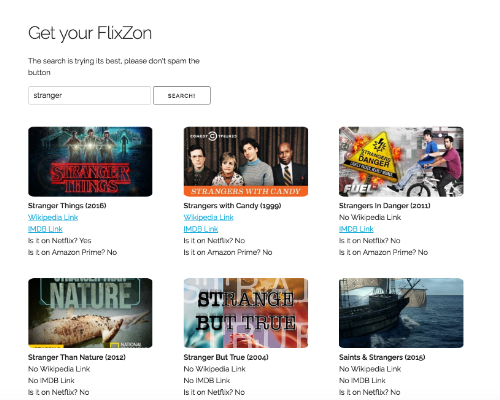 Get your FlixZon
The search is trying its best, please don't spam the
button
stranger
SEARCH!
STRANGER
THINGS
COMEDY CLASSICS
STRANGERS WITH CANDY
STRANGERS
DANGER
FUEL
Stranger Things (2016)
Strangers with Candy (1999)
Strangers In Danger (2011)
Wikipedia Link
Wikipedia Link
No Wikipedia Link
IMDB Link
IMDB Link
IMDB Link
Is it on Netflix? Yes
Is it on Netflix? No
Is it on Netflix? No
Is it on Amazon Prime? No
Is it on Amazon Prime? No
Is it on Amazon Prime? No
STRANGER THAN
NATURE
NATIONAL
STRANGE
BUT TRUE
Stranger Than Nature (2012)
Stranger But True (2004)
Saints & Strangers (2015)
No Wikipedia Link
No Wikipedia Link
No Wikipedia Link
No IMDB Link
No IMDB Link
No IMDB Link
Is it on Netflix? No
Is it on Netflix? No
Is it on Netflix? No